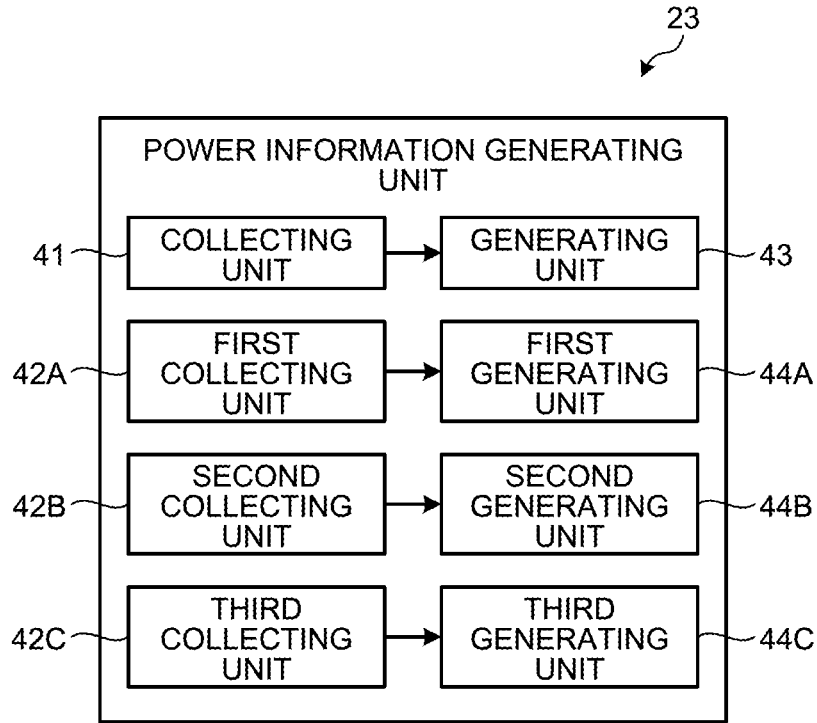 23
POWER INFORMATION GENERATING
UNIT
41
COLLECTING
UNIT
GENERATING
UNIT
43
42A
FIRST
COLLECTING
UNIT
FIRST
GENERATING
UNIT
44A
42B
SECOND
COLLECTING
UNIT
SECOND
GENERATING
UNIT
44B
42C
THIRD
COLLECTING
UNIT
THIRD
GENERATING
UNIT
44C